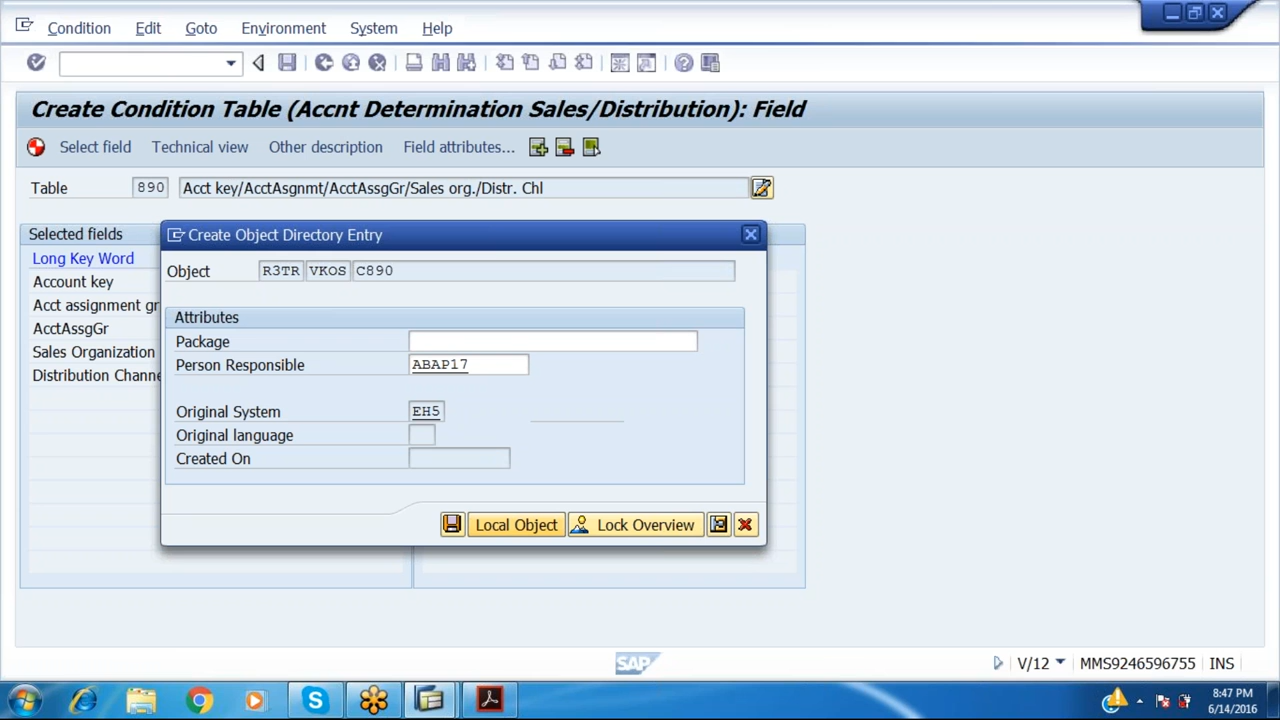 Condition Edit Goto Environment System Help
Create Condition Table (Accnt Determination Sales/Distribution): Field
Select field Technical view Other description Field attributes...
Table 890 Acct key/AcctAsgnmt/AcctAssgGr/Sales org./Distr. Chl
Selected fields
Long Key Word
Account key
Acct assignment gr
AcctAssgGr
Sales Organization
Distribution Channe
Create Object Directory Entry
Object R3TR VKOS C890
Attributes
Package
Person Responsible ABAP17
Original System EH5
Original language
Created On
Local Object Lock Overview
SAP
V/12 MMS9246596755 INS
8:47 PM
6/14/2016